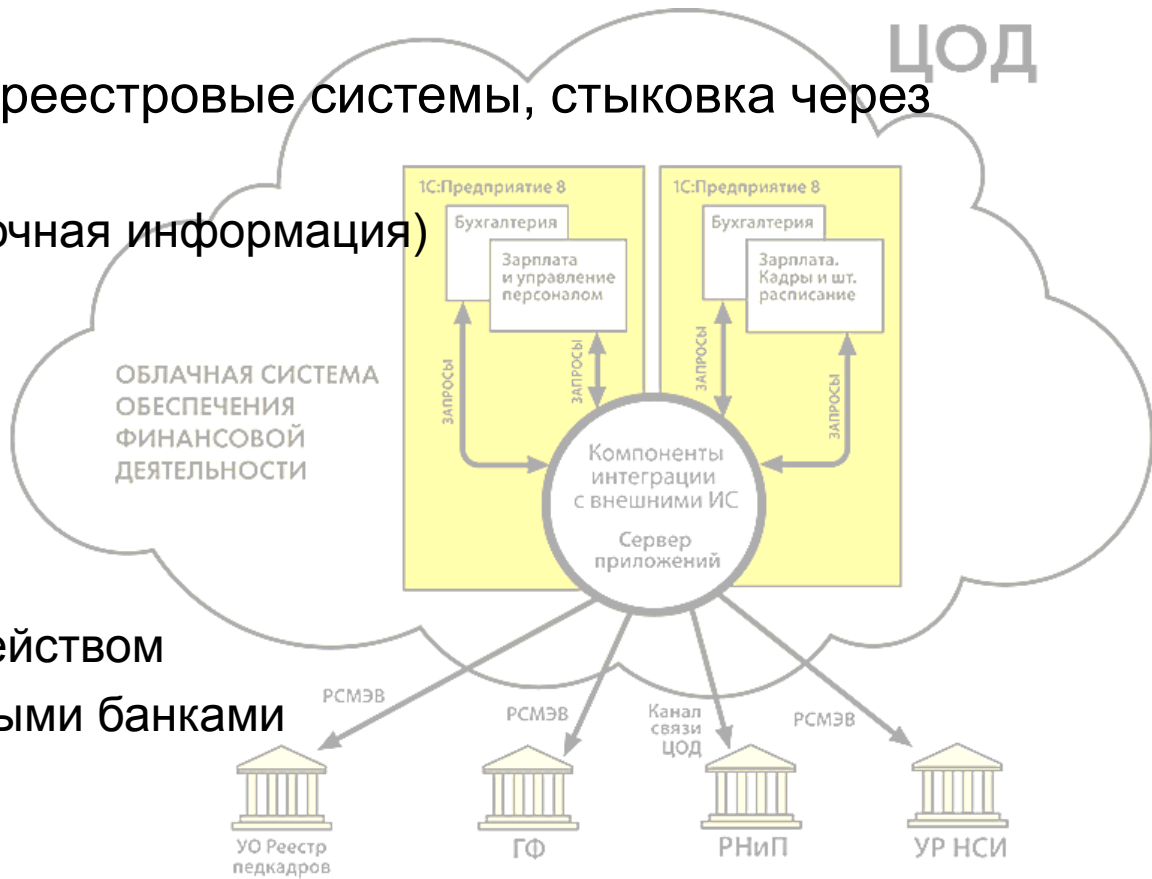 ЦОД
реестровые системы, стыковка через
1С:Предприятие 8
1С:Предприятие 8
очная информация)
Бухгалтерия
Зарплата
и управление
персоналом
Бухгалтерия
Зарплата.
Кадры и шт.
расписание
ЗАПРОСЫ
ЗАПРОСЫ
ЗАПРОСЫ
ЗАПРОСЫ
ОБЛАЧНАЯ СИСТЕМА
ОБЕСПЕЧЕНИЯ
ФИНАНСОВОЙ
ДЕЯТЕЛЬНОСТИ
Компоненты
интеграции
с внешними ИС
Сервер
приложений
ейством
ыми банками
РСМЭВ
РСМЭВ
Канал
связи
ЦОД
РСМЭВ
УО Реестр
педкадров
ГФ
РНиП
УР НСИ